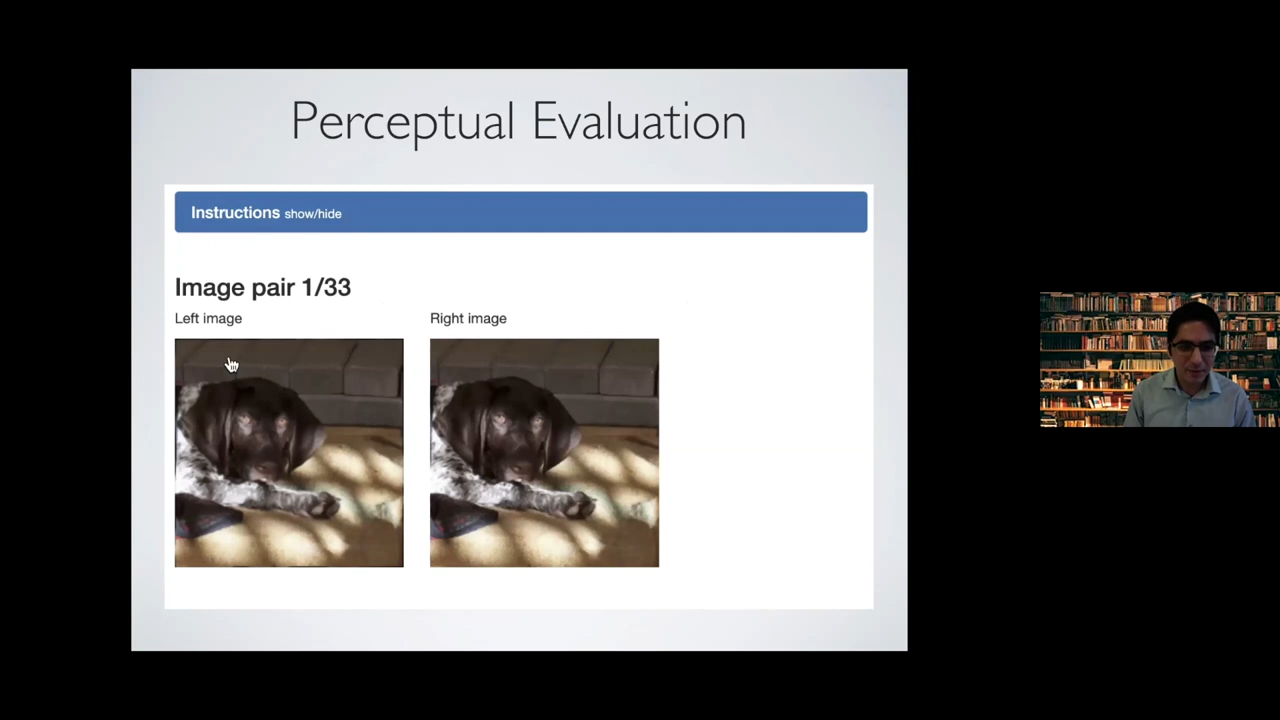 Perceptual Evaluation
Instructions show/hide
Image pair 1/33
Left image
Right image